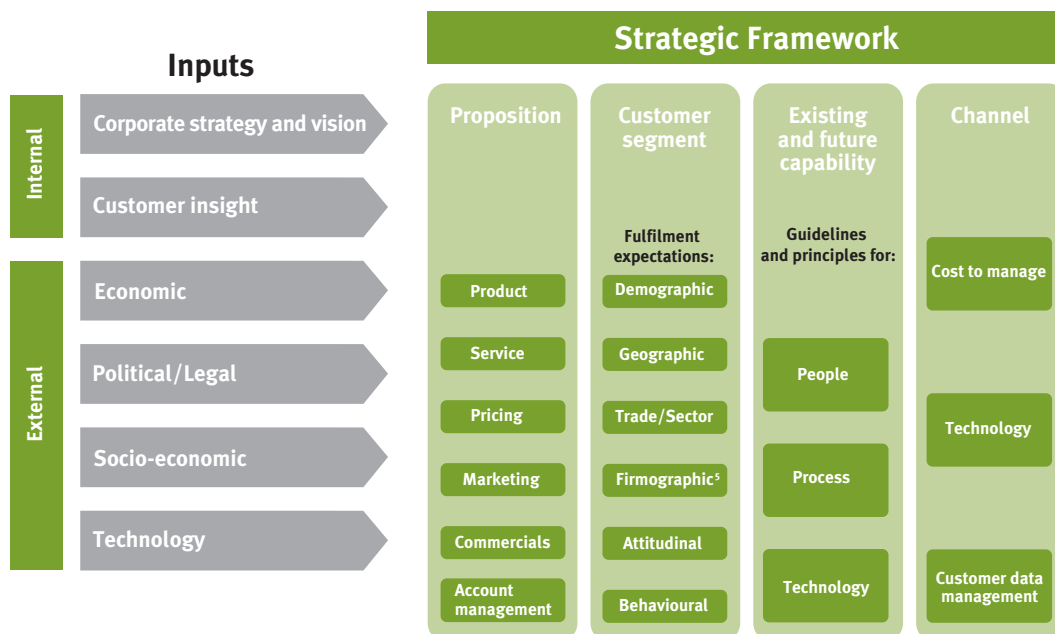 Inputs
Internal
Corporate strategy and vision
Customer insight
External
Economic
Political/Legal
Socio-economic
Technology
Strategic Framework
Proposition
Product
Service
Pricing
Marketing
Commercials
Account
management
Customer
segment
Fulfilment
expectations:
Demographic
Geographic
Trade/Sector
Firmographic⁵
Attitudinal
Behavioural
Existing
and future
capability
Guidelines
and principles for:
People
Process
Technology
Channel
Cost to manage
Technology
Customer data
management